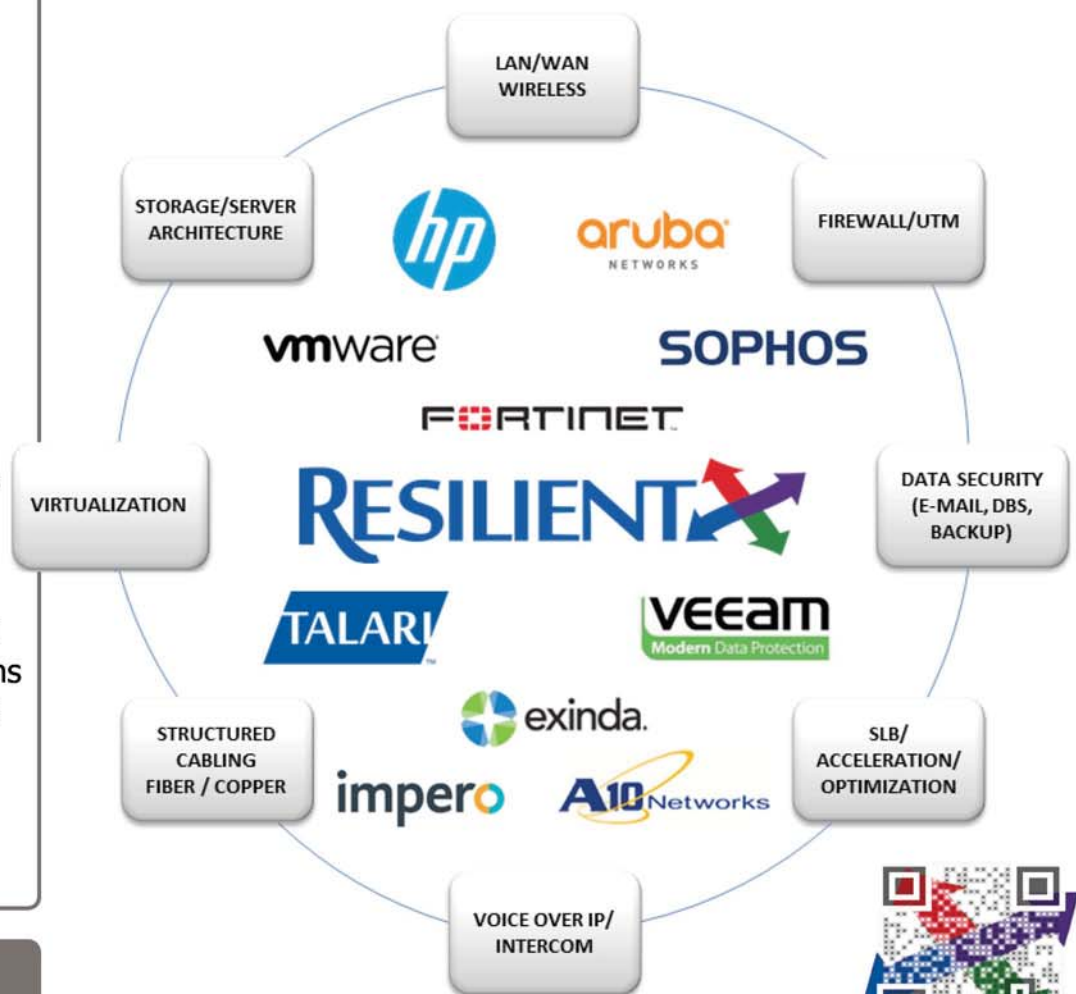 LAN/WAN
WIRELESS
STORAGE/SERVER
ARCHITECTURE
FIREWALL/UTM
hp
aruba
NETWORKS
vmware
SOPHOS
FORTINET
VIRTUALIZATION
RESILIENT
DATA SECURITY
(E-MAIL, DBS,
BACKUP)
TALARI
veeam
Modern Data Protection
ns
exinda.
STRUCTURED
CABLING
FIBER / COPPER
SLB/
ACCELERATION/
OPTIMIZATION
impero
A10 Networks
VOICE OVER IP/
INTERCOM